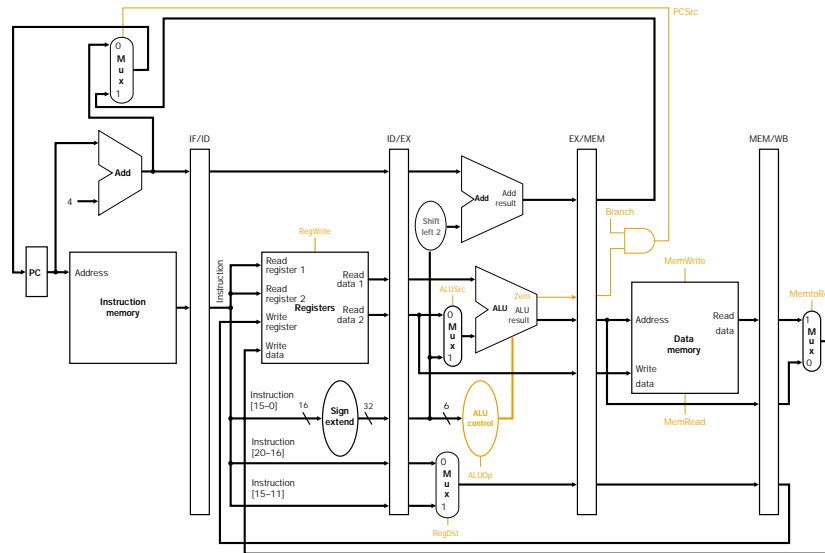 PCSrc
0
M
u
x
1
IF/ID
ID/EX
EX/MEM
MEM/WB
Add
4
Add
Add
result
Shift
left 2
Branch
RegWrite
PC
Address
Instruction
memory
Instruction
Read
register 1
Read
register 2
Write
register
Write
data
Registers
Read
data 1
Read
data 2
ALUSrc
0
M
u
x
1
Zero
ALU
ALU
result
MemWrite
Address
Read
data
Data
memory
Write
data
MemRead
MemtoRe
1
M
u
x
0
Instruction
[15–0]
16
Sign
extend
32
6
ALU
control
ALUOp
Instruction
[20–16]
Instruction
[15–11]
0
M
u
x
1
RegDst